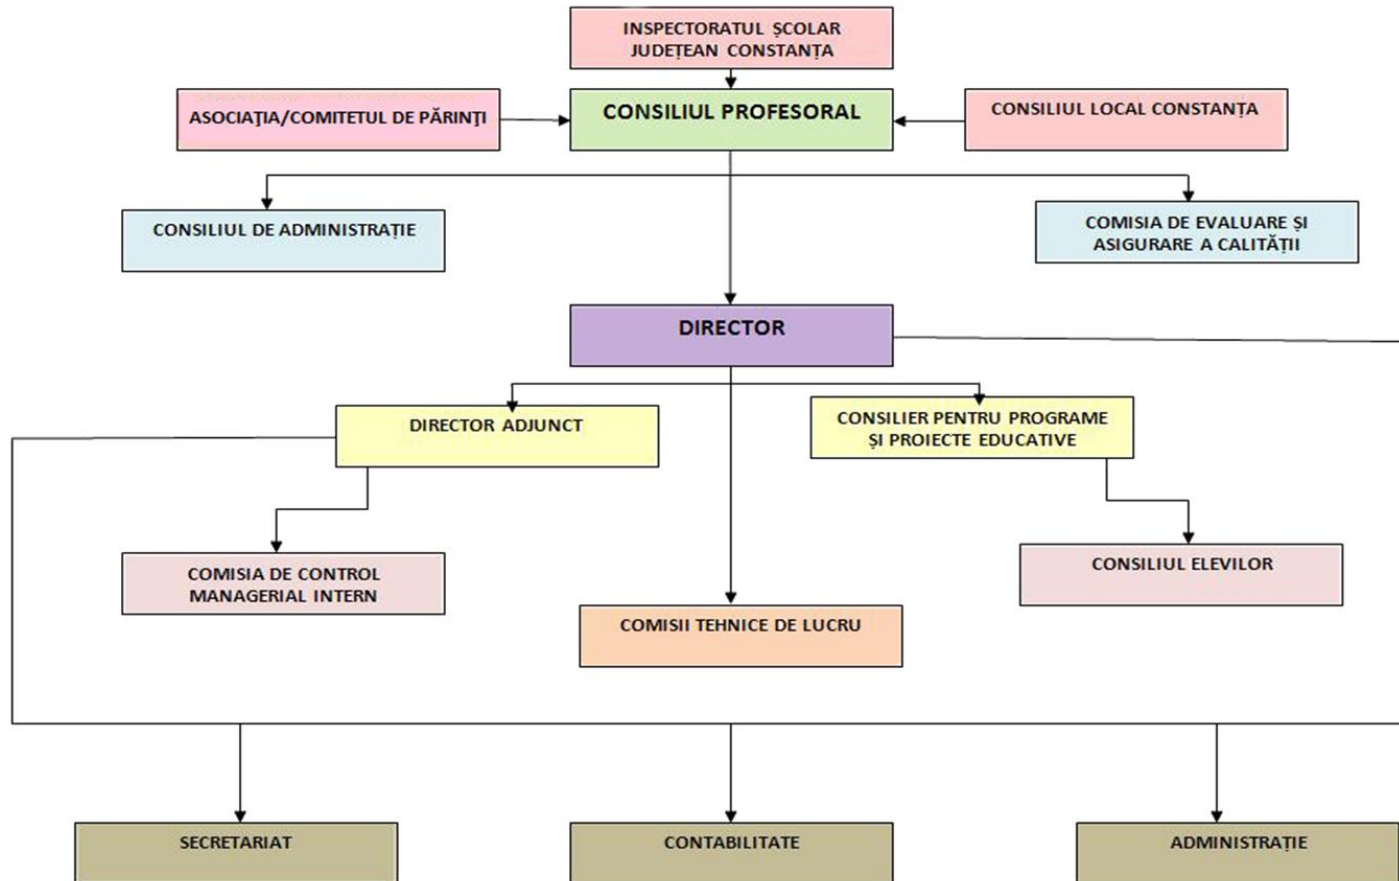 INSPECTORATUL ȘCOLAR
JUDEȚEAN CONSTANȚA
ASOCIAŢIA/COMITETUL DE PĂRINŢI
CONSILIUL PROFESORAL
CONSILIUL LOCAL CONSTANȚA
CONSILIUL DE ADMINISTRAȚIE
COMISIA DE EVALUARE ȘI
ASIGURARE A CALITĂȚII
DIRECTOR
DIRECTOR ADJUNCT
CONSILIER PENTRU PROGRAME
ȘI PROIECTE EDUCATIVE
COMISIA DE CONTROL
MANAGERIAL INTERN
CONSILIUL ELEVILOR
COMISII TEHNICE DE LUCRU
SECRETARIAT
CONTABILITATE
ADMINISTRAȚIE